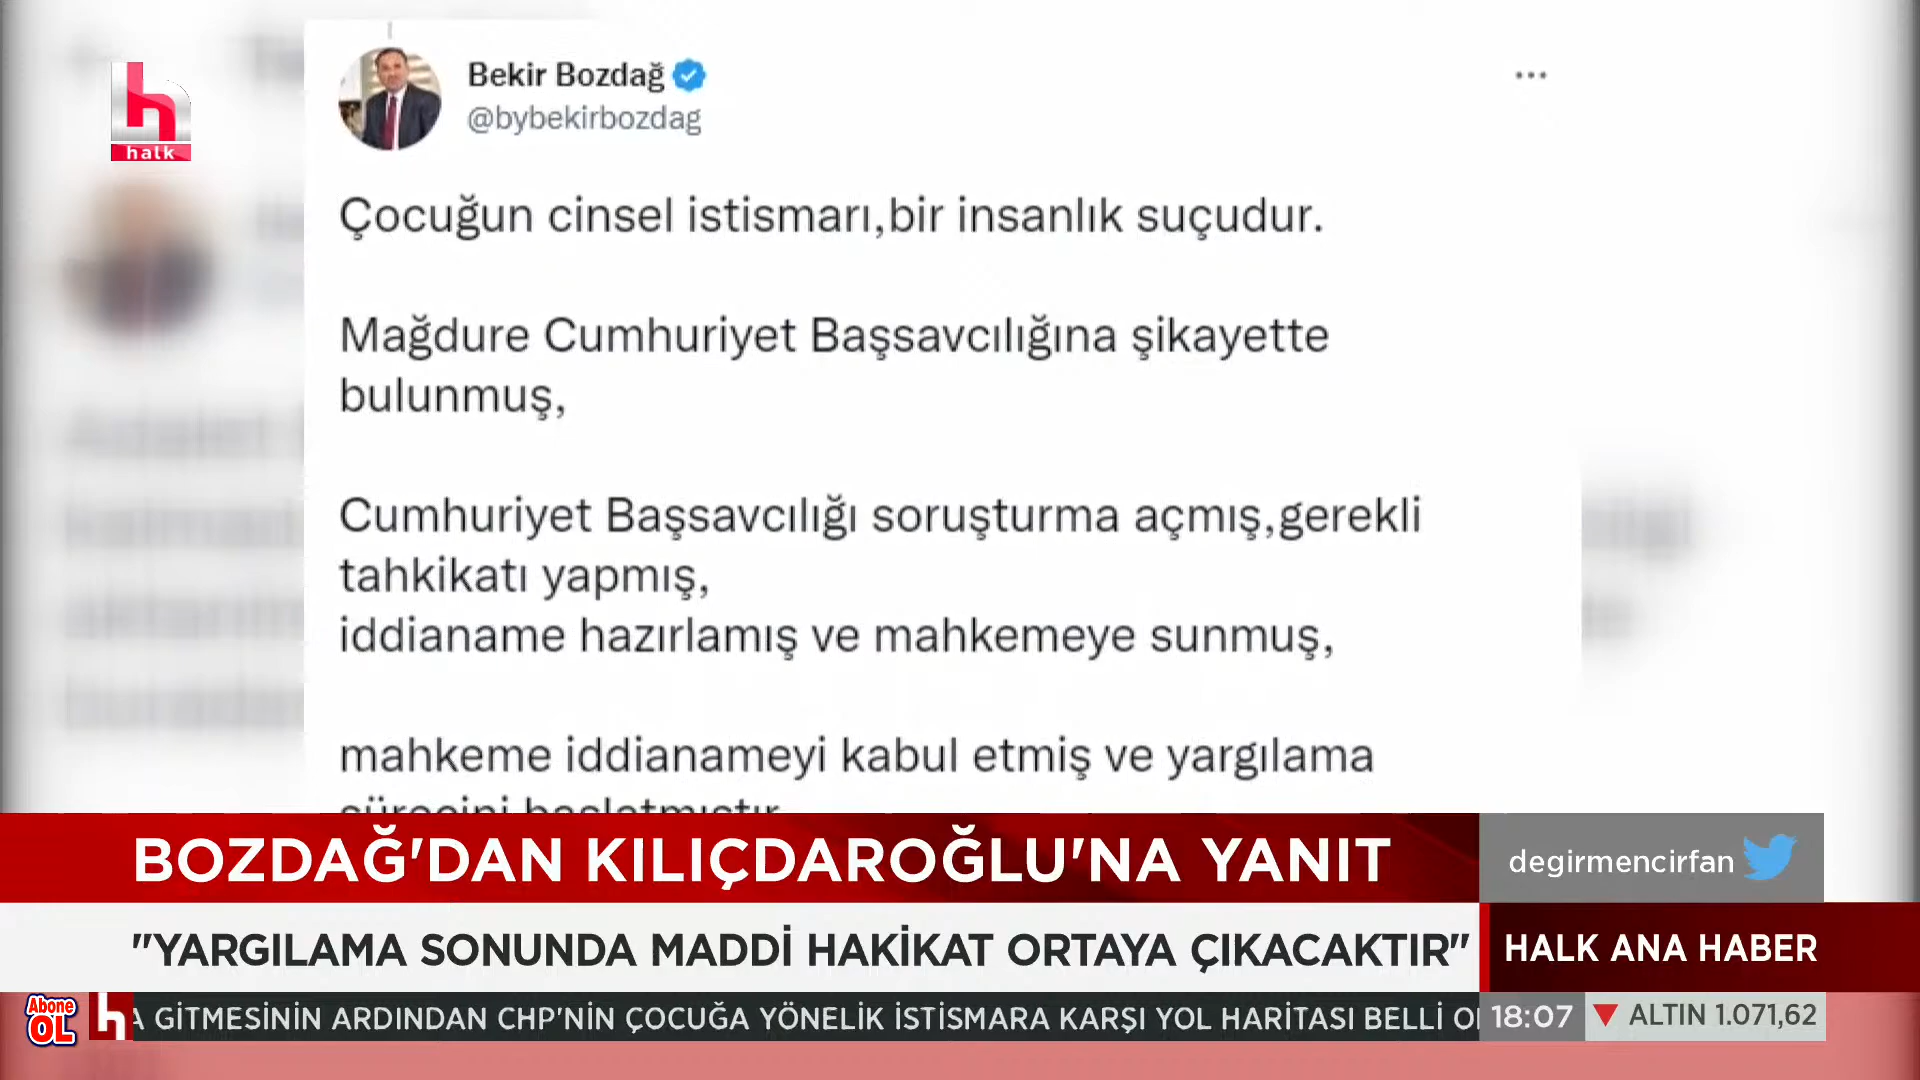 halk
Bekir Bozdağ
@bybekirbozdag
Çocuğun cinsel istismarı,bir insanlık suçudur.
Mağdure Cumhuriyet Başsavcılığına şikayette
bulunmuş,
Cumhuriyet Başsavcılığı soruşturma açmış,gerekli
tahkikatı yapmış,
iddianame hazırlamış ve mahkemeye sunmuş,
mahkeme iddianameyi kabul etmiş ve yargılama
sürecini başlatmıştır
BOZDAĞ'DAN KILIÇDAROĞLU'NA YANIT
degirmencirfan
"YARGILAMA SONUNDA MADDİ HAKİKAT ORTAYA ÇIKACAKTIR"
HALK ANA HABER
Abone
OL
h
GİTMESİNİN ARDINDAN CHP'NİN ÇOCUĞA YÖNELİK İSTİSMARA KARŞI YOL HARİTASI BELLİ
18:07
ALTIN 1.071,62